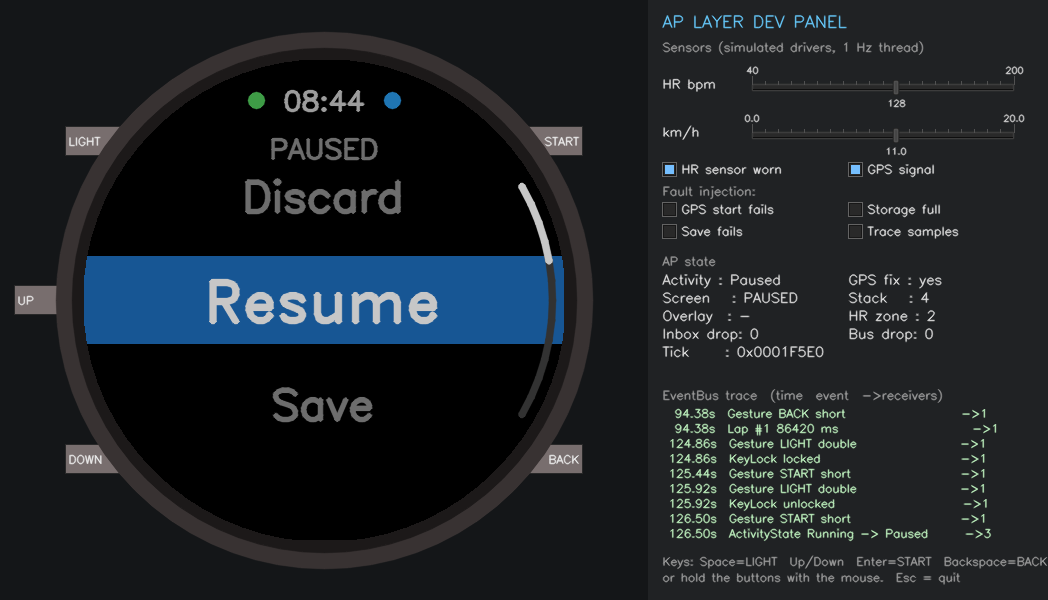 08:44
PAUSED
Discard
Resume
Save
LIGHT
START
UP
DOWN
BACK
AP LAYER DEV PANEL
Sensors (simulated drivers, 1 Hz thread)
40 200
HR bpm
128
0.0 20.0
km/h
11.0
HR sensor worn GPS signal
Fault injection:
GPS start fails Storage full
Save fails Trace samples
AP state
Activity : Paused GPS fix : yes
Screen : PAUSED Stack : 4
Overlay : – HR zone : 2
Inbox drop: 0 Bus drop: 0
Tick : 0x0001F5E0
EventBus trace (time event ->receivers)
94.38s Gesture BACK short ->1
94.38s Lap #1 86420 ms ->1
124.86s Gesture LIGHT double ->1
124.86s KeyLock locked ->1
125.44s Gesture START short ->1
125.92s Gesture LIGHT double ->1
125.92s KeyLock unlocked ->1
126.50s Gesture START short ->1
126.50s ActivityState Running -> Paused ->3
Keys: Space=LIGHT Up/Down Enter=START Backspace=BACK
or hold the buttons with the mouse. Esc = quit